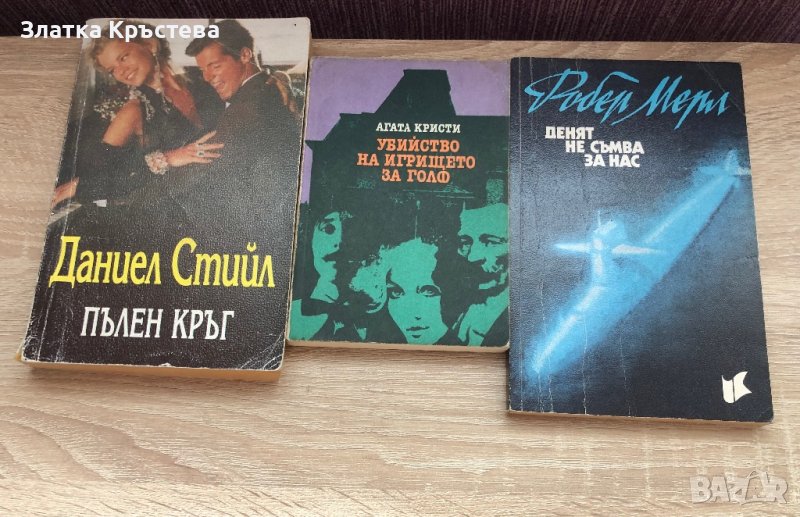 Златка Кръстева
Даниел Стийл
ПЪЛЕН КРЪГ
АГАТА КРИСТИ
УБИЙСТВО
НА ИГРИЩЕТО
ЗА ГОЛФ
Робер Мерл
ДЕНЯТ
НЕ СЪМВА
ЗА НАС
BAZAR